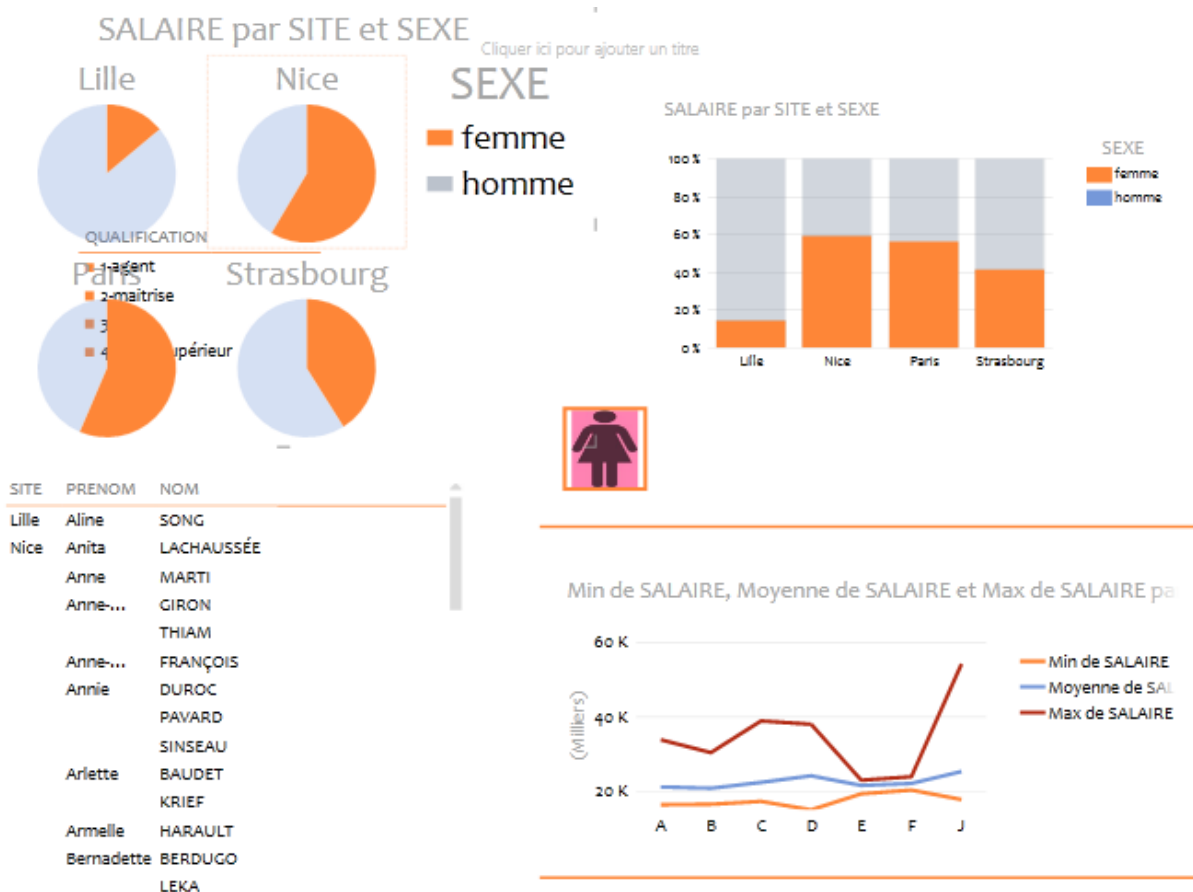 SALAIRE par SITE et SEXE
Cliquer ici pour ajouter un titre
Lille
Nice
SEXE
femme
homme
QUALIFICATION
1-agent
Paris
Strasbourg
2-maitrise
3
4 upérieur
SALAIRE par SITE et SEXE
SEXE
femme
homme
100 %
80 %
60 %
40 %
20 %
0 %
Lille Nice Paris Strasbourg
SITE PRENOM NOM
Lille Aline SONG
Nice Anita LACHAUSSÉE
Anne MARTI
Anne-... GIRON
THIAM
Anne-... FRANÇOIS
Annie DUROC
PAVARD
SINSEAU
Arlette BAUDET
KRIEF
Armelle HARAULT
Bernadette BERDUGO
LEKA
Min de SALAIRE, Moyenne de SALAIRE et Max de SALAIRE pa
(Milliers)
60 K
40 K
20 K
A B C D E F J
Min de SALAIRE
Moyenne de SAL
Max de SALAIRE